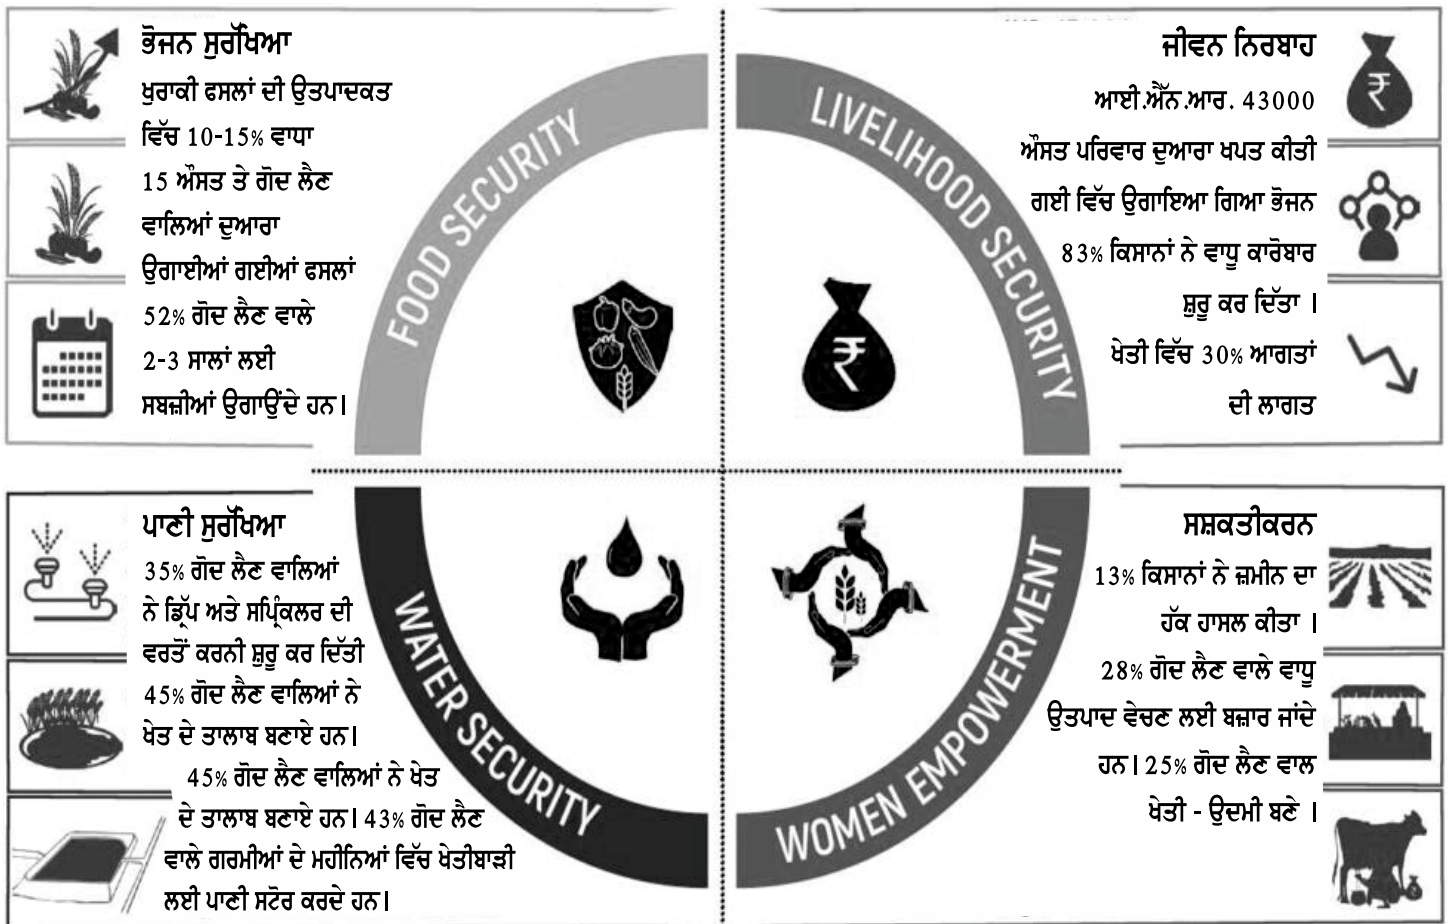 ਭੋਜਨ ਸੁਰੱਖਿਆ
ਖੁਰਾਕੀ ਫਸਲਾਂ ਦੀ ਉਤਪਾਦਕਤ
ਵਿੱਚ 10-15% ਵਾਧਾ
15 ਔਸਤ ਤੇ ਗੋਦ ਲੈਣ
ਵਾਲਿਆਂ ਦੁਆਰਾ
ਉਗਾਈਆਂ ਗਈਆਂ ਫਸਲਾਂ
52% ਗੋਦ ਲੈਣ ਵਾਲੇ
2-3 ਸਾਲਾਂ ਲਈ
ਸਬਜ਼ੀਆਂ ਉਗਾਉਂਦੇ ਹਨ।
FOOD SECURITY
LIVELIHOOD SECURITY
ਜੀਵਨ ਨਿਰਬਾਹ
ਆਈ.ਐੱਨ.ਆਰ. 43000
ਔਸਤ ਪਰਿਵਾਰ ਦੁਆਰਾ ਖਪਤ ਕੀਤੀ
ਗਈ ਵਿੱਚ ਉਗਾਇਆ ਗਿਆ ਭੋਜਨ
83% ਕਿਸਾਨਾਂ ਨੇ ਵਾਧੂ ਕਾਰੋਬਾਰ
ਸ਼ੁਰੂ ਕਰ ਦਿੱਤਾ ।
ਖੇਤੀ ਵਿੱਚ 30% ਆਗਤਾਂ
ਦੀ ਲਾਗਤ
ਪਾਣੀ ਸੁਰੱਖਿਆ
35% ਗੋਦ ਲੈਣ ਵਾਲਿਆਂ
ਨੇ ਡ੍ਰਿੱਪ ਅਤੇ ਸਪ੍ਰਿੰਕਲਰ ਦੀ
ਵਰਤੋਂ ਕਰਨੀ ਸ਼ੁਰੂ ਕਰ ਦਿੱਤੀ
45% ਗੋਦ ਲੈਣ ਵਾਲਿਆਂ ਨੇ
ਖੇਤ ਦੇ ਤਾਲਾਬ ਬਣਾਏ ਹਨ।
45% ਗੋਦ ਲੈਣ ਵਾਲਿਆਂ ਨੇ ਖੇਤ
ਦੇ ਤਾਲਾਬ ਬਣਾਏ ਹਨ। 43% ਗੋਦ ਲੈਣ
ਵਾਲੇ ਗਰਮੀਆਂ ਦੇ ਮਹੀਨਿਆਂ ਵਿੱਚ ਖੇਤੀਬਾੜੀ
ਲਈ ਪਾਣੀ ਸਟੋਰ ਕਰਦੇ ਹਨ।
WATER SECURITY
WOMEN EMPOWERMENT
ਸਸ਼ਕਤੀਕਰਨ
13% ਕਿਸਾਨਾਂ ਨੇ ਜ਼ਮੀਨ ਦਾ
ਹੱਕ ਹਾਸਲ ਕੀਤਾ ।
28% ਗੋਦ ਲੈਣ ਵਾਲੇ ਵਾਧੂ
ਉਤਪਾਦ ਵੇਚਣ ਲਈ ਬਜ਼ਾਰ ਜਾਂਦੇ
ਹਨ। 25% ਗੋਦ ਲੈਣ ਵਾਲ
ਖੇਤੀ - ਉਦਮੀ ਬਣੇ ।